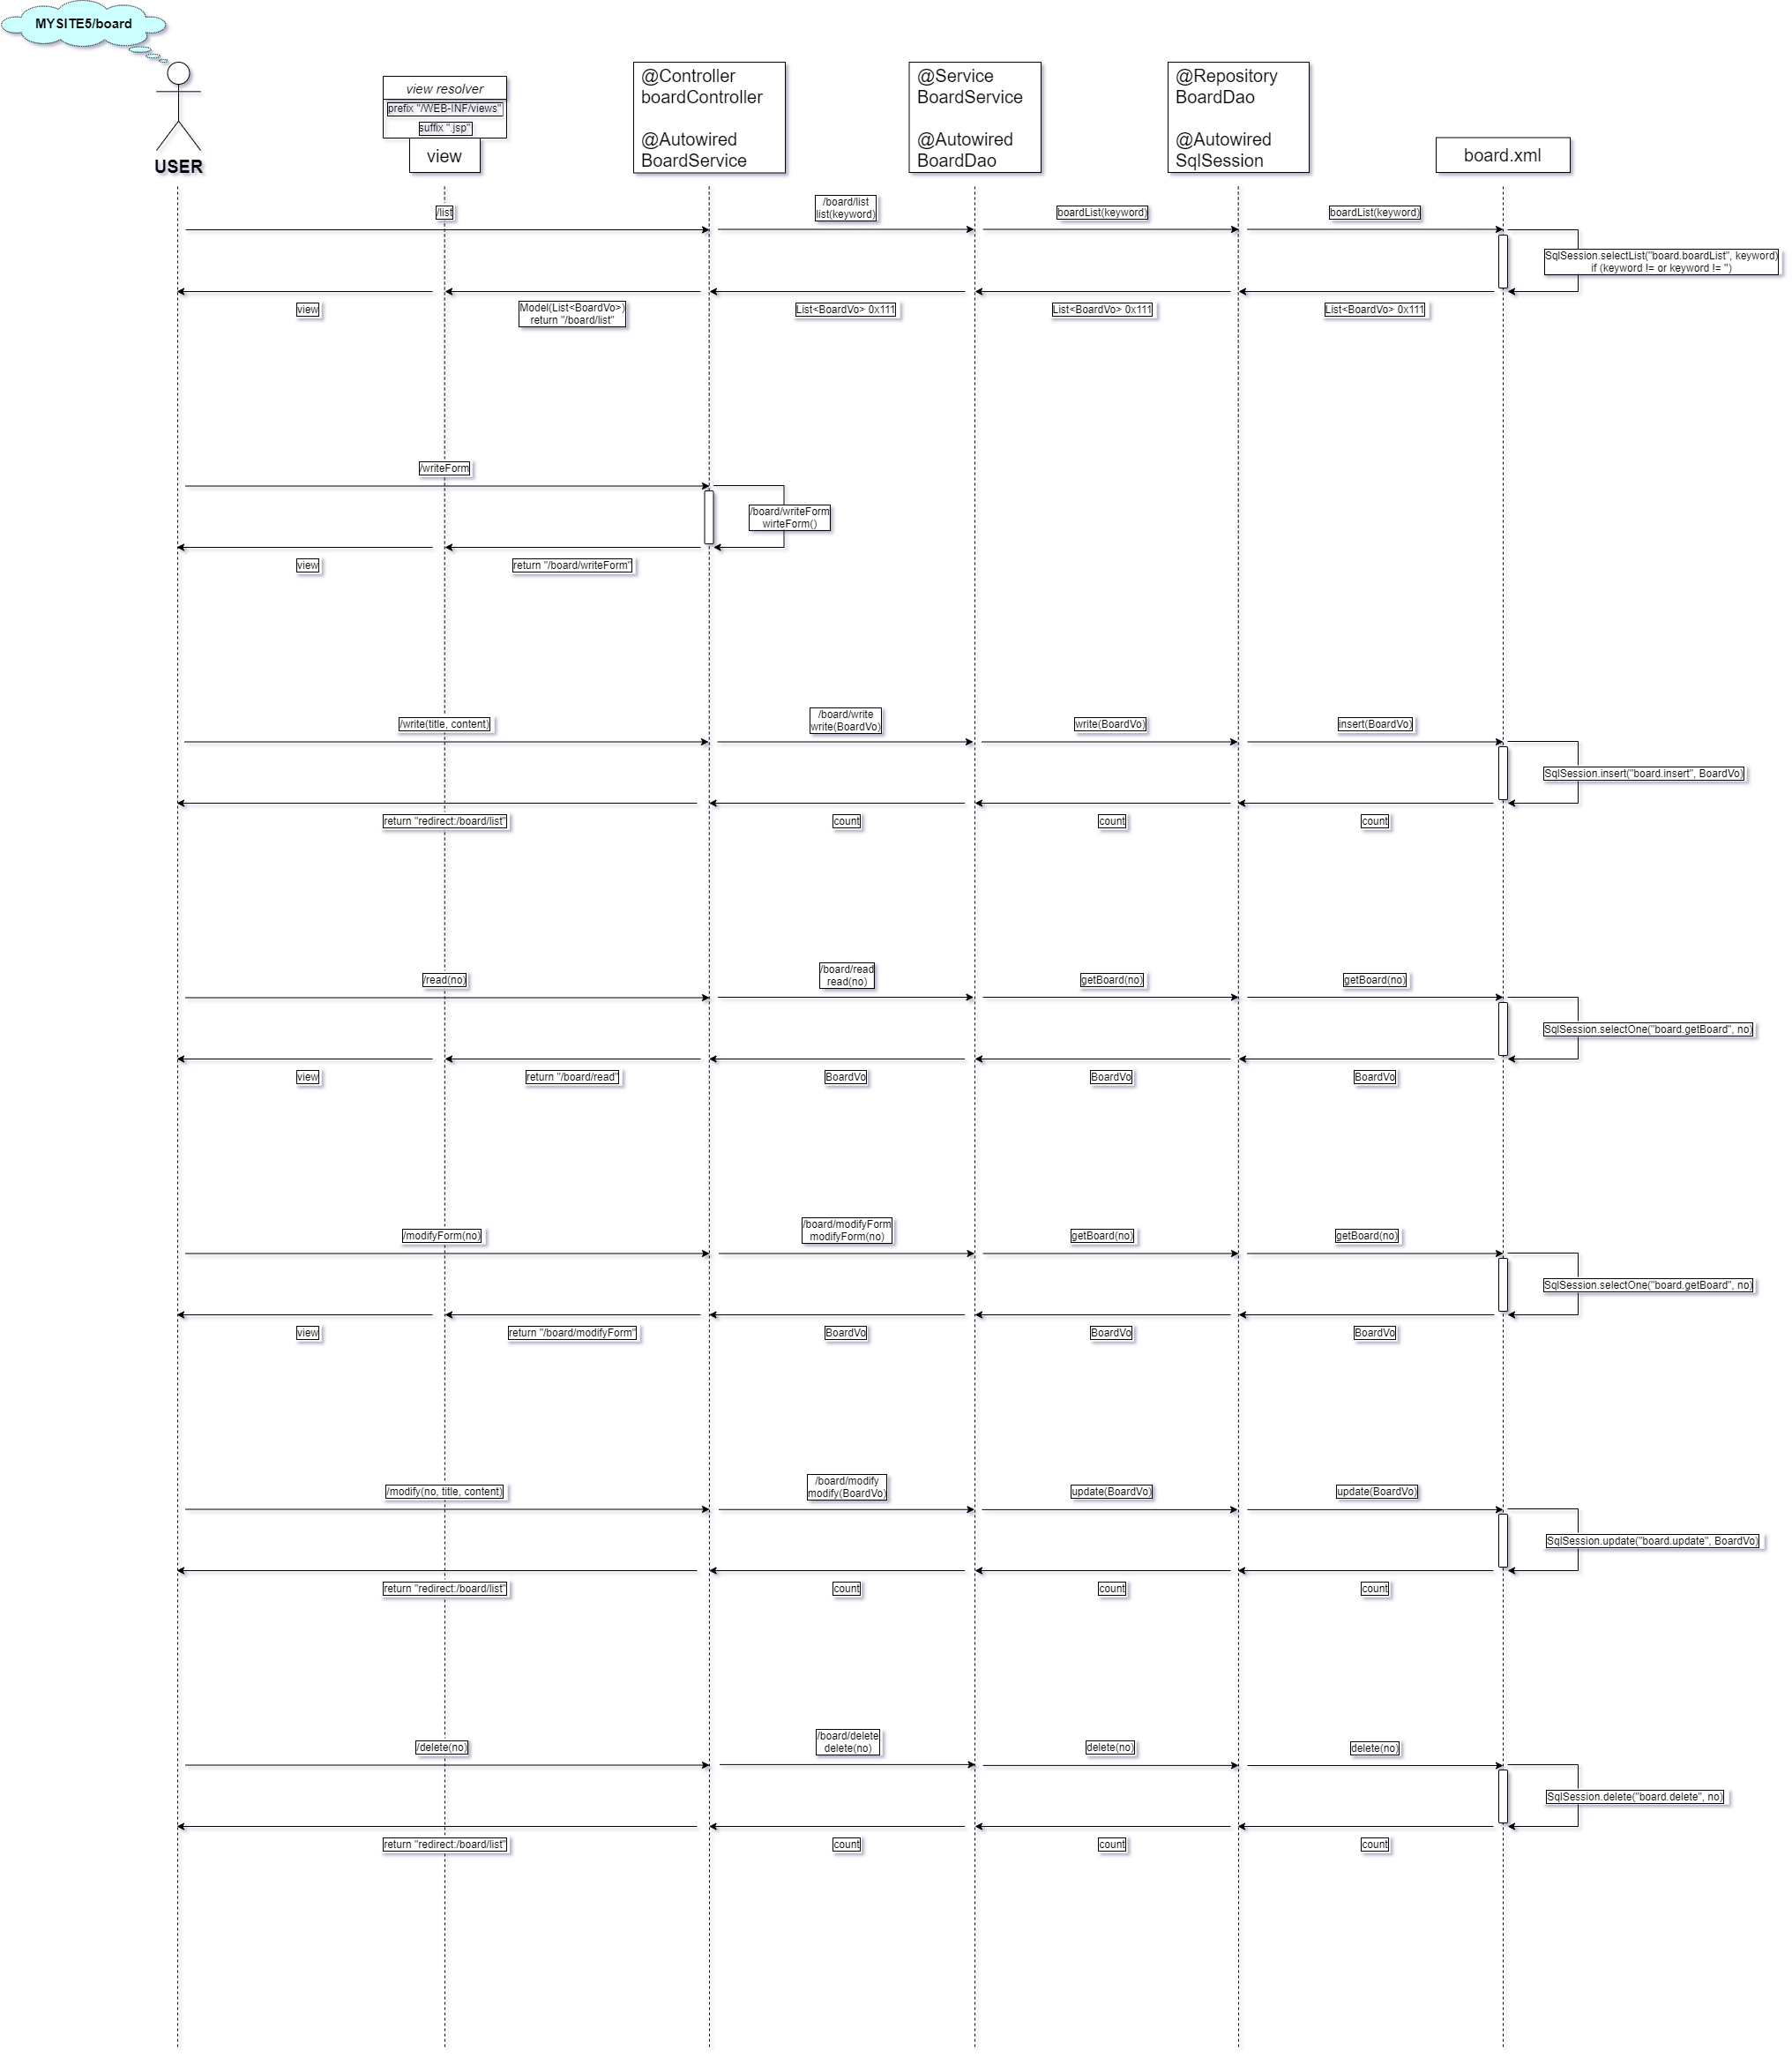 MYSITE5/board
USER
view resolver
prefix "/WEB-INF/views"
suffix ".jsp"
view
@Controller
boardController
@Autowired
BoardService
@Service
BoardService
@Autowired
BoardDao
@Repository
BoardDao
@Autowired
SqlSession
board.xml
/list
/board/list
list(keyword)
boardList(keyword)
boardList(keyword)
SqlSession.selectList("board.boardList", keyword)
if (keyword != or keyword != '')
view
Model(List<BoardVo>)
return "/board/list"
List<BoardVo> 0x111
List<BoardVo> 0x111
List<BoardVo> 0x111
/writeForm
/board/writeForm
wirteForm()
view
return "/board/writeForm"
/write(title, content)
/board/write
write(BoardVo)
write(BoardVo)
insert(BoardVo)
SqlSession.insert("board.insert", BoardVo)
return "redirect:/board/list"
count
count
count
/read(no)
/board/read
read(no)
getBoard(no)
getBoard(no)
SqlSession.selectOne("board.getBoard", no)
view
return "/board/read"
BoardVo
BoardVo
BoardVo
/modifyForm(no)
/board/modifyForm
modifyForm(no)
getBoard(no)
getBoard(no)
SqlSession.selectOne("board.getBoard", no)
view
return "/board/modifyForm"
BoardVo
BoardVo
BoardVo
/modify(no, title, content)
/board/modify
modify(BoardVo)
update(BoardVo)
update(BoardVo)
SqlSession.update("board.update", BoardVo)
return "redirect:/board/list"
count
count
count
/delete(no)
/board/delete
delete(no)
delete(no)
delete(no)
SqlSession.delete("board.delete", no)
return "redirect:/board/list"
count
count
count